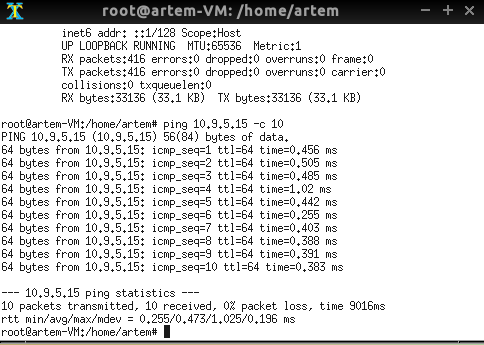 root@artem-VM: /home/artem
inet6 addr: ::1/128 Scope:Host
UP LOOPBACK RUNNING  MTU:65536  Metric:1
RX packets:416 errors:0 dropped:0 overruns:0 frame:0
TX packets:416 errors:0 dropped:0 overruns:0 carrier:0
collisions:0 txqueuelen:0
RX bytes:33136 (33.1 KB)  TX bytes:33136 (33.1 KB)
root@artem-VM:/home/artem# ping 10.9.5.15 -c 10
PING 10.9.5.15 (10.9.5.15) 56(84) bytes of data.
64 bytes from 10.9.5.15: icmp_seq=1 ttl=64 time=0.456 ms
64 bytes from 10.9.5.15: icmp_seq=2 ttl=64 time=0.505 ms
64 bytes from 10.9.5.15: icmp_seq=3 ttl=64 time=0.485 ms
64 bytes from 10.9.5.15: icmp_seq=4 ttl=64 time=1.02 ms
64 bytes from 10.9.5.15: icmp_seq=5 ttl=64 time=0.442 ms
64 bytes from 10.9.5.15: icmp_seq=6 ttl=64 time=0.255 ms
64 bytes from 10.9.5.15: icmp_seq=7 ttl=64 time=0.403 ms
64 bytes from 10.9.5.15: icmp_seq=8 ttl=64 time=0.388 ms
64 bytes from 10.9.5.15: icmp_seq=9 ttl=64 time=0.391 ms
64 bytes from 10.9.5.15: icmp_seq=10 ttl=64 time=0.383 ms
--- 10.9.5.15 ping statistics ---
10 packets transmitted, 10 received, 0% packet loss, time 9016ms
rtt min/avg/max/mdev = 0.255/0.473/1.025/0.196 ms
root@artem-VM:/home/artem#